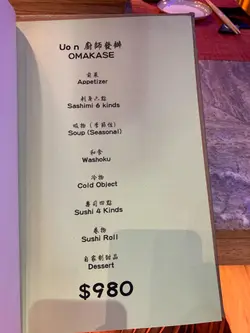 Uon 廚師發辦
OMAKASE
前菜
Appetizer
刺身六點
Sashimi 6 kinds
吸物 (季節性)
Soup (Seasonal)
和食
Washoku
冷物
Cold Object
壽司四點
Sushi 4 Kinds
卷物
Sushi Roll
自家制甜品
Dessert
$980